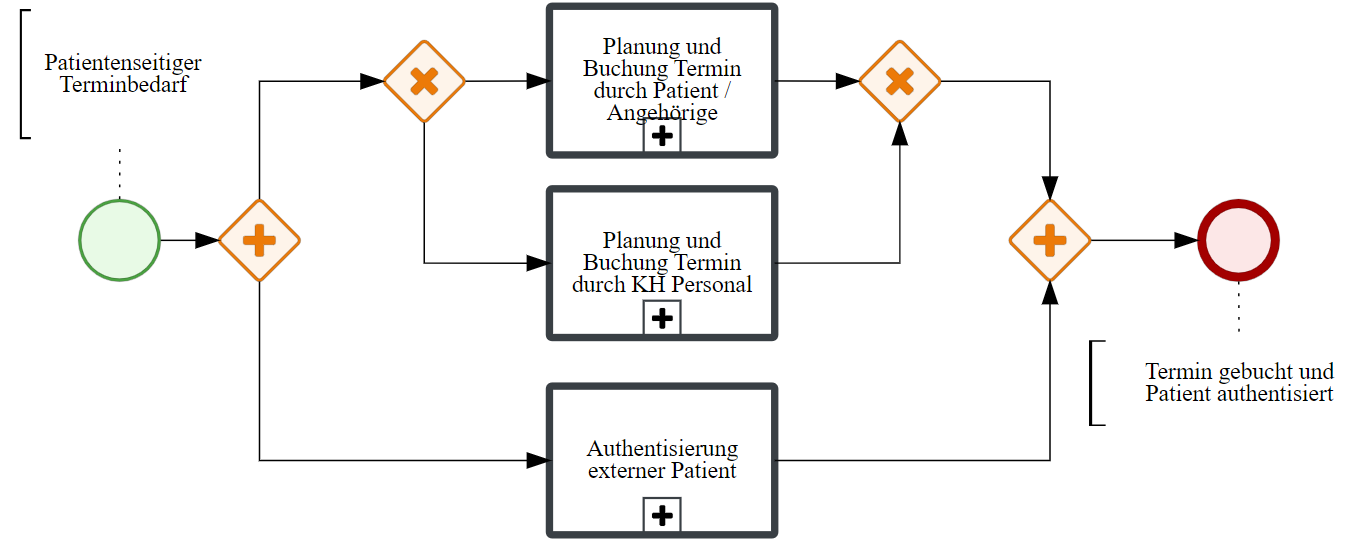 Patientenseitiger
Terminbedarf
Planung und
Buchung Termin
durch Patient /
Angehörige
Planung und
Buchung Termin
durch KH Personal
Authentisierung
externer Patient
Termin gebucht und
Patient authentisiert